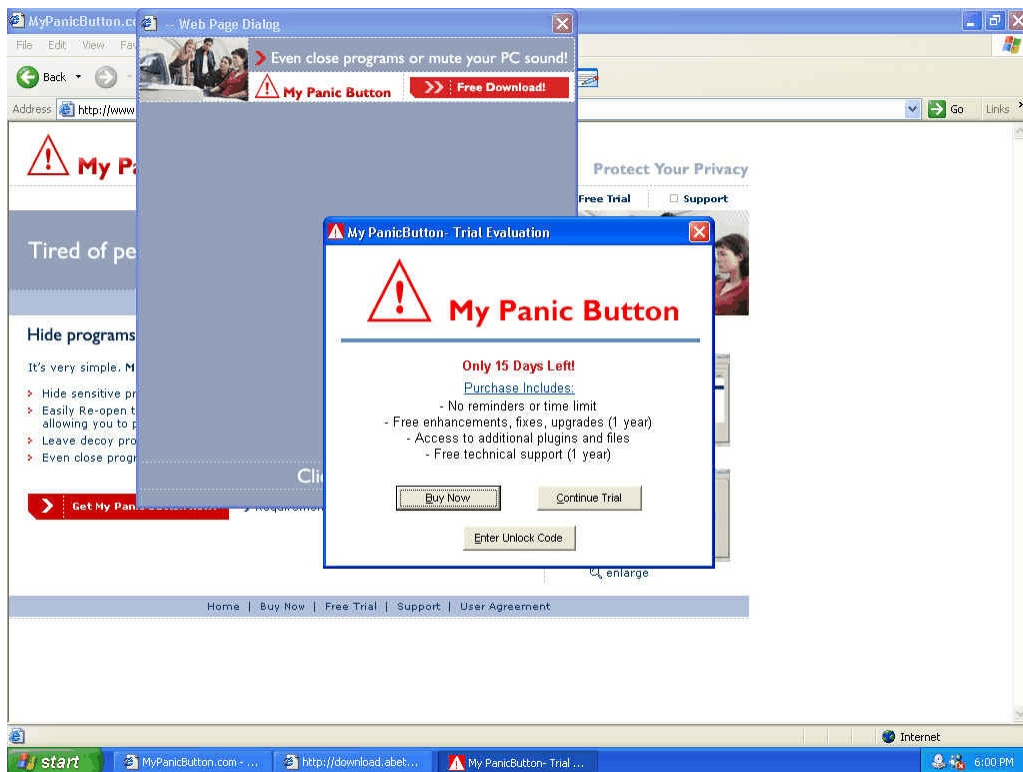 MyPanicButton.co
-- Web Page Dialog
File Edit View Fav
Back
Address http://www
Go Links
Even close programs or mute your PC sound!
My Panic Button
Free Download!
My Pa
Protect Your Privacy
Free Trial
Support
Tired of pe
Hide programs
It's very simple. M
Hide sensitive pr
Easily Re-open t
allowing you to p
Leave decoy pro
Even close progr
Get My Pan
Clic
enlarge
My PanicButton- Trial Evaluation
My Panic Button
Only 15 Days Left!
Purchase Includes:
- No reminders or time limit
- Free enhancements, fixes, upgrades (1 year)
- Access to additional plugins and files
- Free technical support (1 year)
Buy Now
Continue Trial
Enter Unlock Code
Home | Buy Now | Free Trial | Support | User Agreement
Internet
start
MyPanicButton.com - ...
http://download.abet...
My PanicButton- Trial ...
6:00 PM